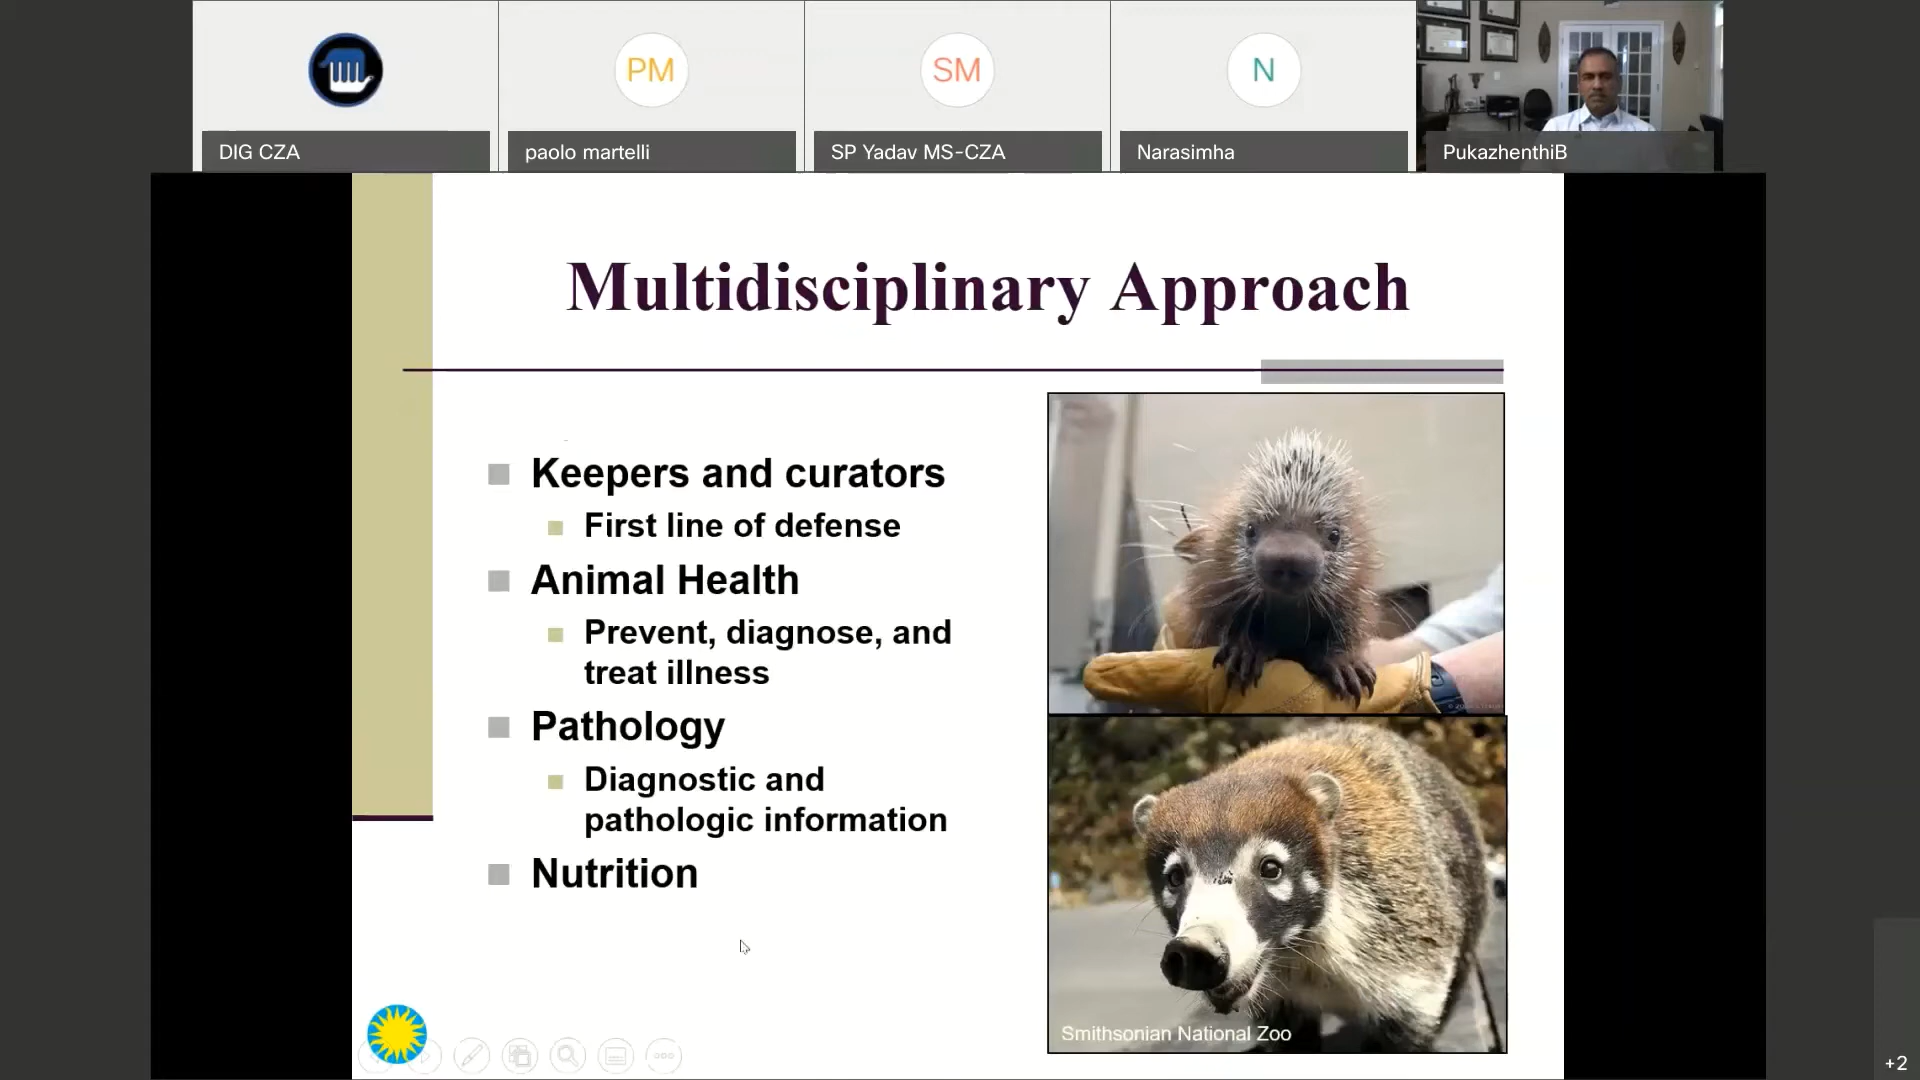 PM
SM
N
DIG CZA
paolo martelli
SP Yadav MS-CZA
Narasimha
PukazhenthiB
Multidisciplinary Approach
Keepers and curators
First line of defense
Animal Health
Prevent, diagnose, and
treat illness
Pathology
Diagnostic and
pathologic information
Nutrition
Smithsonian National Zoo
+2